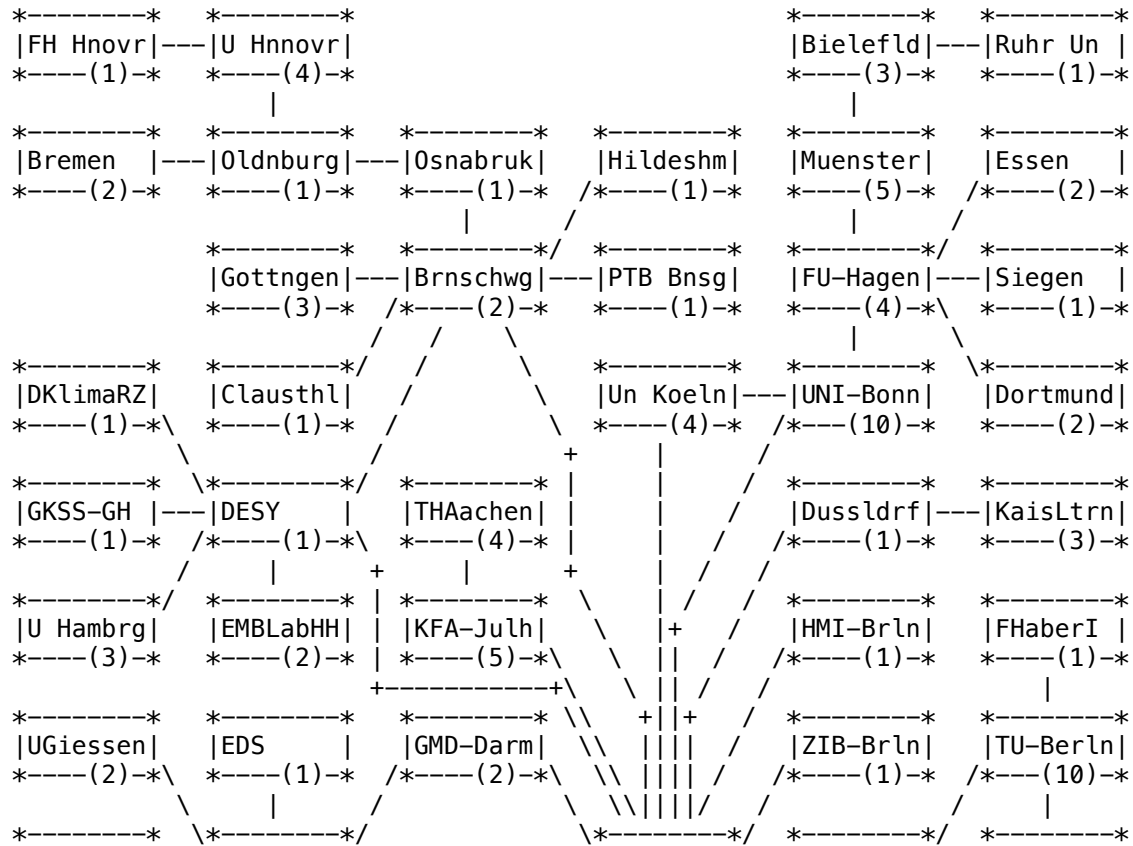 FH Hnovr U Hnnovr Bielefld Ruhr Un
(1) (4) (3) (1)
Bremen Oldnburg Osnabruk Hildeshm Muenster Essen
(2) (1) (1) (1) (5) (2)
Gottngen Brnschwg PTB Bnsg FU-Hagen Siegen
(3) (2) (1) (4) (1)
DKlimaRZ Clausthl Un Koeln UNI-Bonn Dortmund
(1) (1) (4) (10) (2)
GKSS-GH DESY THAachen Dussldrf KaisLtrn
(1) (1) (4) (1) (3)
U Hambrg EMBLabHH KFA-Julh HMI-Brln FHaberI
(3) (2) (5) (1) (1)
UGiessen EDS GMD-Darm ZIB-Brln TU-Berln
(2) (1) (2) (1) (10)